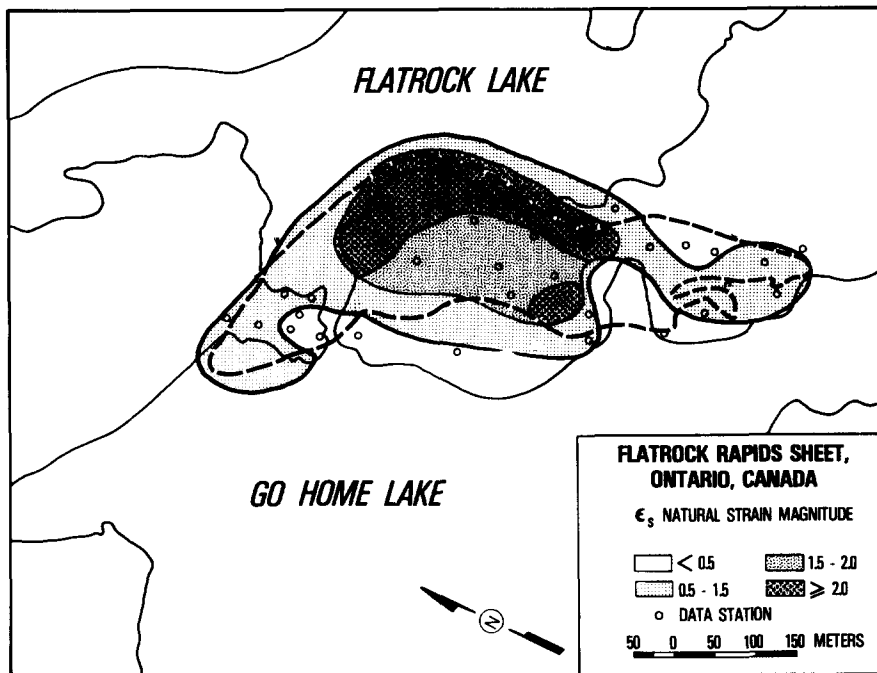 FLATROCK LAKE
GO HOME LAKE
N
FLATROCK RAPIDS SHEET,
ONTARIO, CANADA
ϵs NATURAL STRAIN MAGNITUDE
< 0.5
1.5 - 2.0
0.5 - 1.5
⩾ 2.0
DATA STATION
50 0 50 100 150 METERS